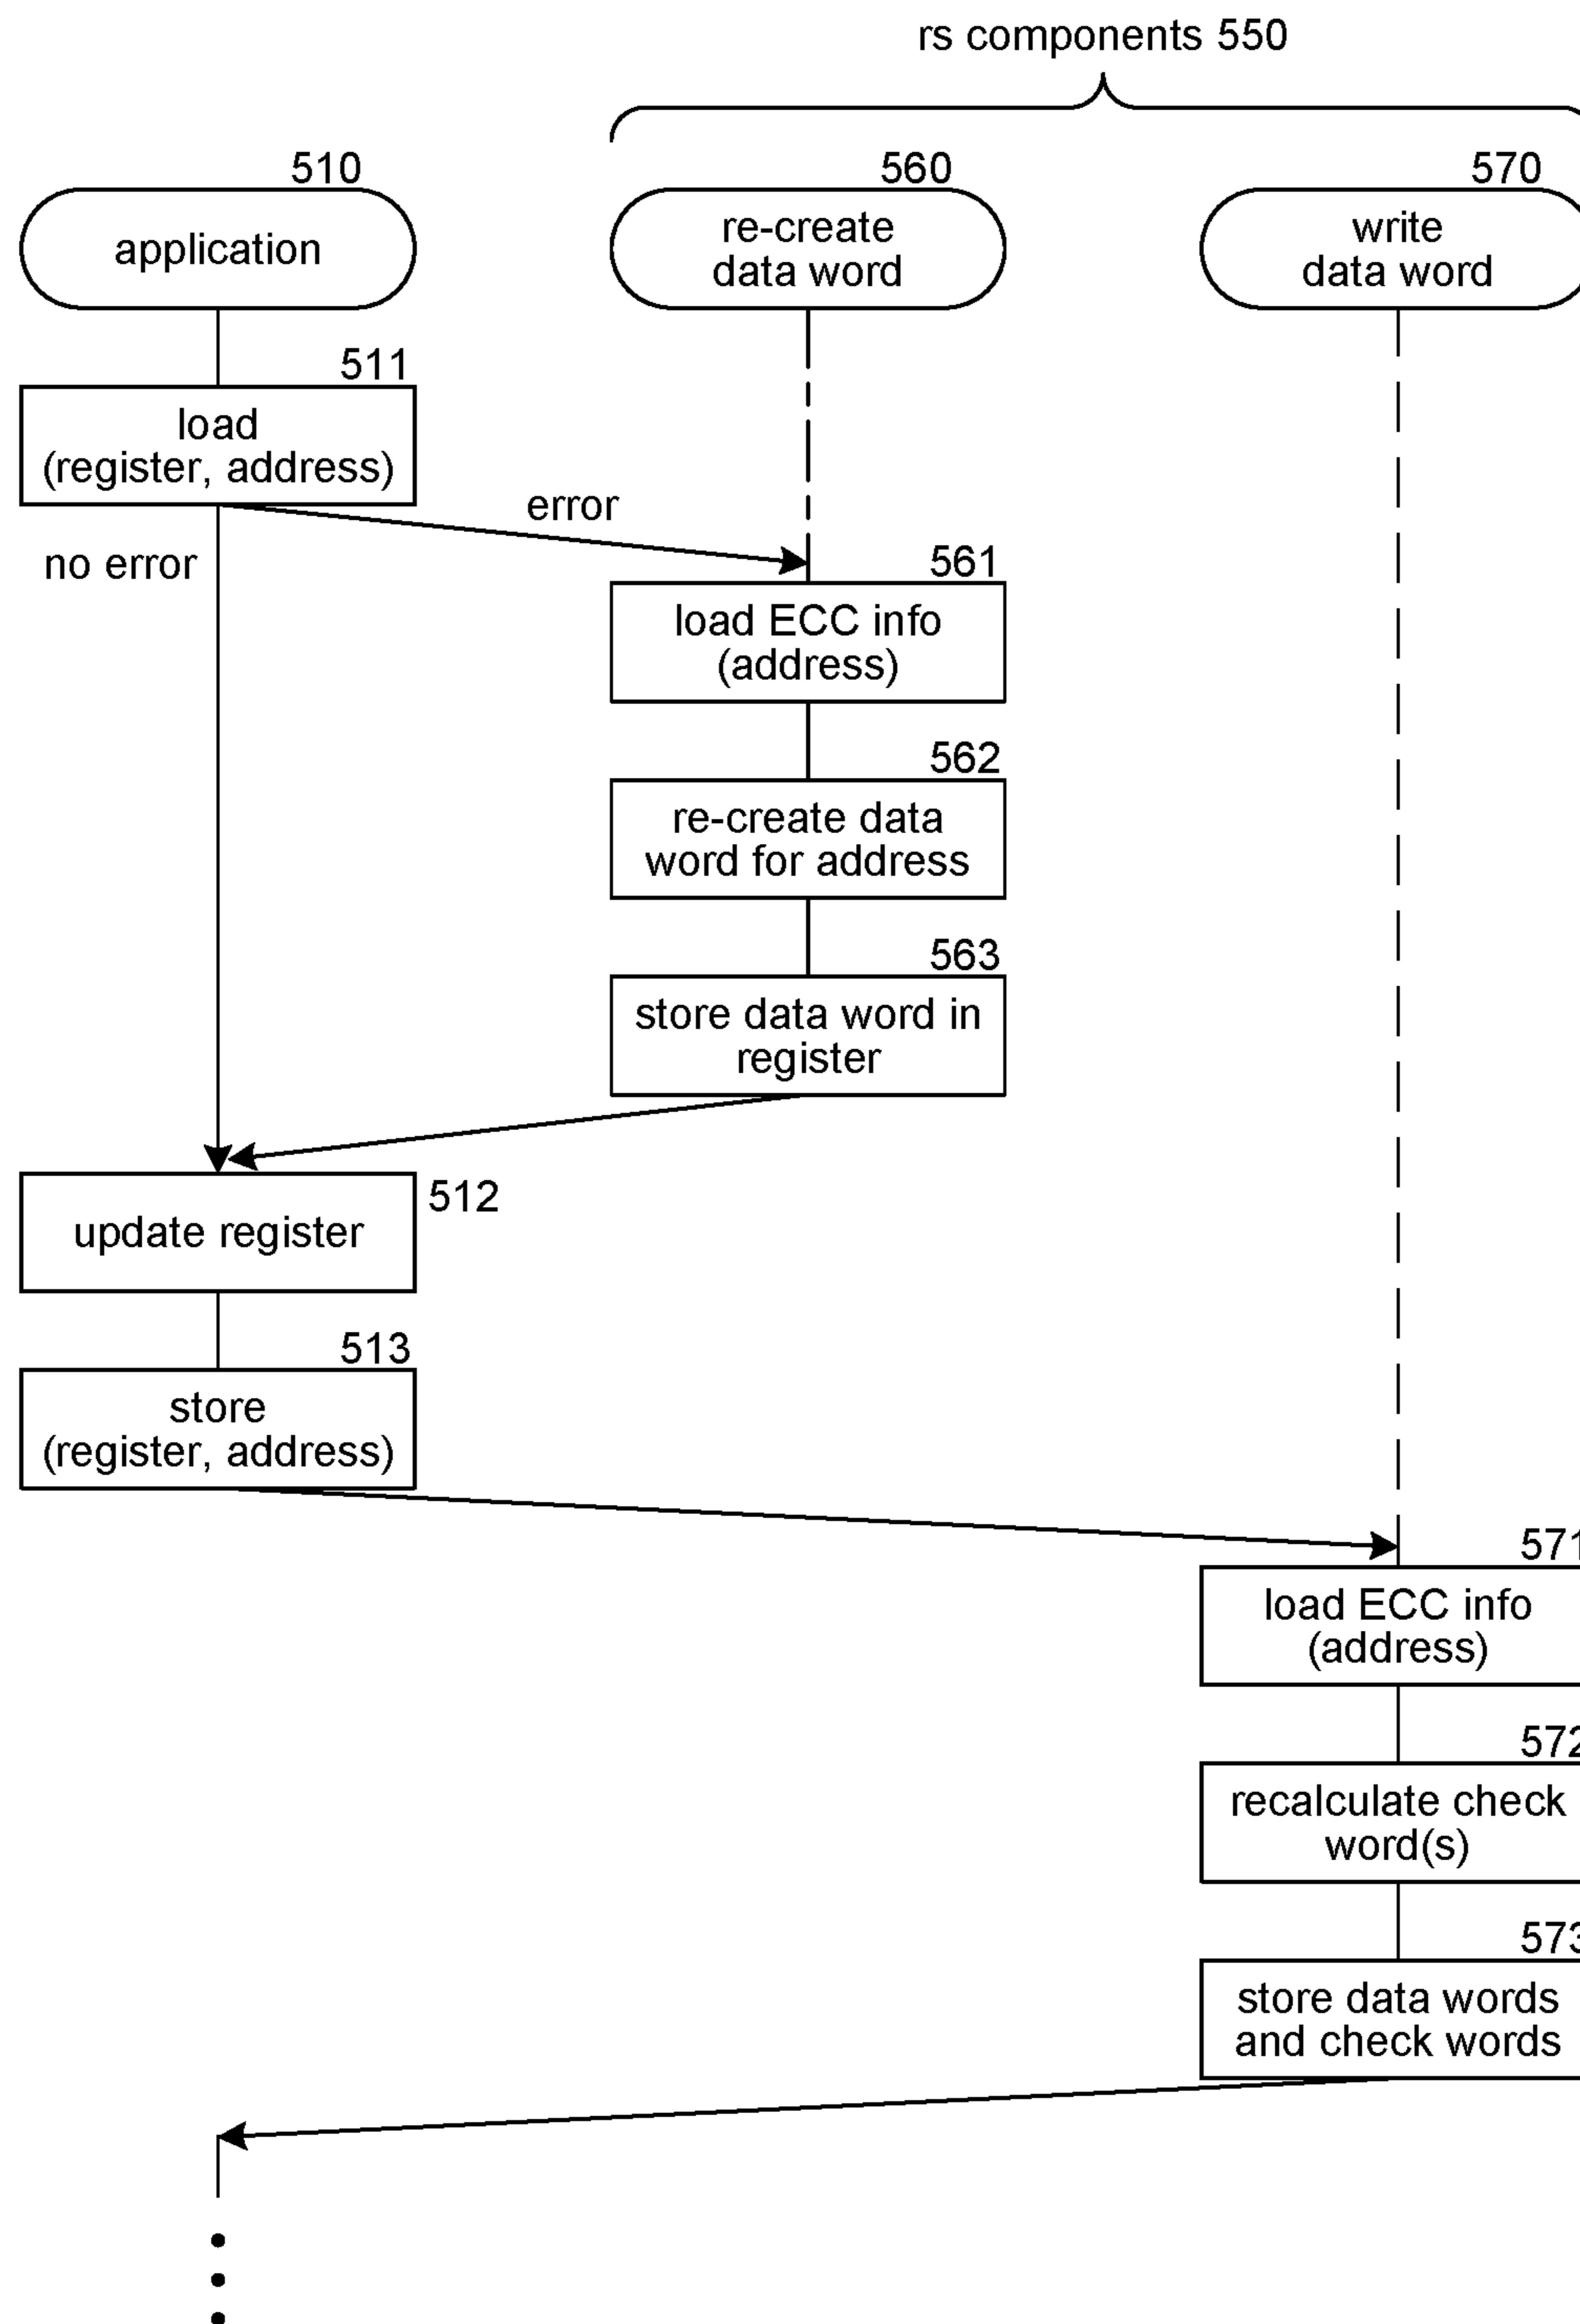 rs components 550
510
application
560
re-create
data word
570
write
data word
511
load
(register, address)
error
no error
561
load ECC info
(address)
562
re-create data
word for address
563
store data word in
register
512
update register
513
store
(register, address)
571
load ECC info
(address)
572
recalculate check
word(s)
573
store data words
and check words